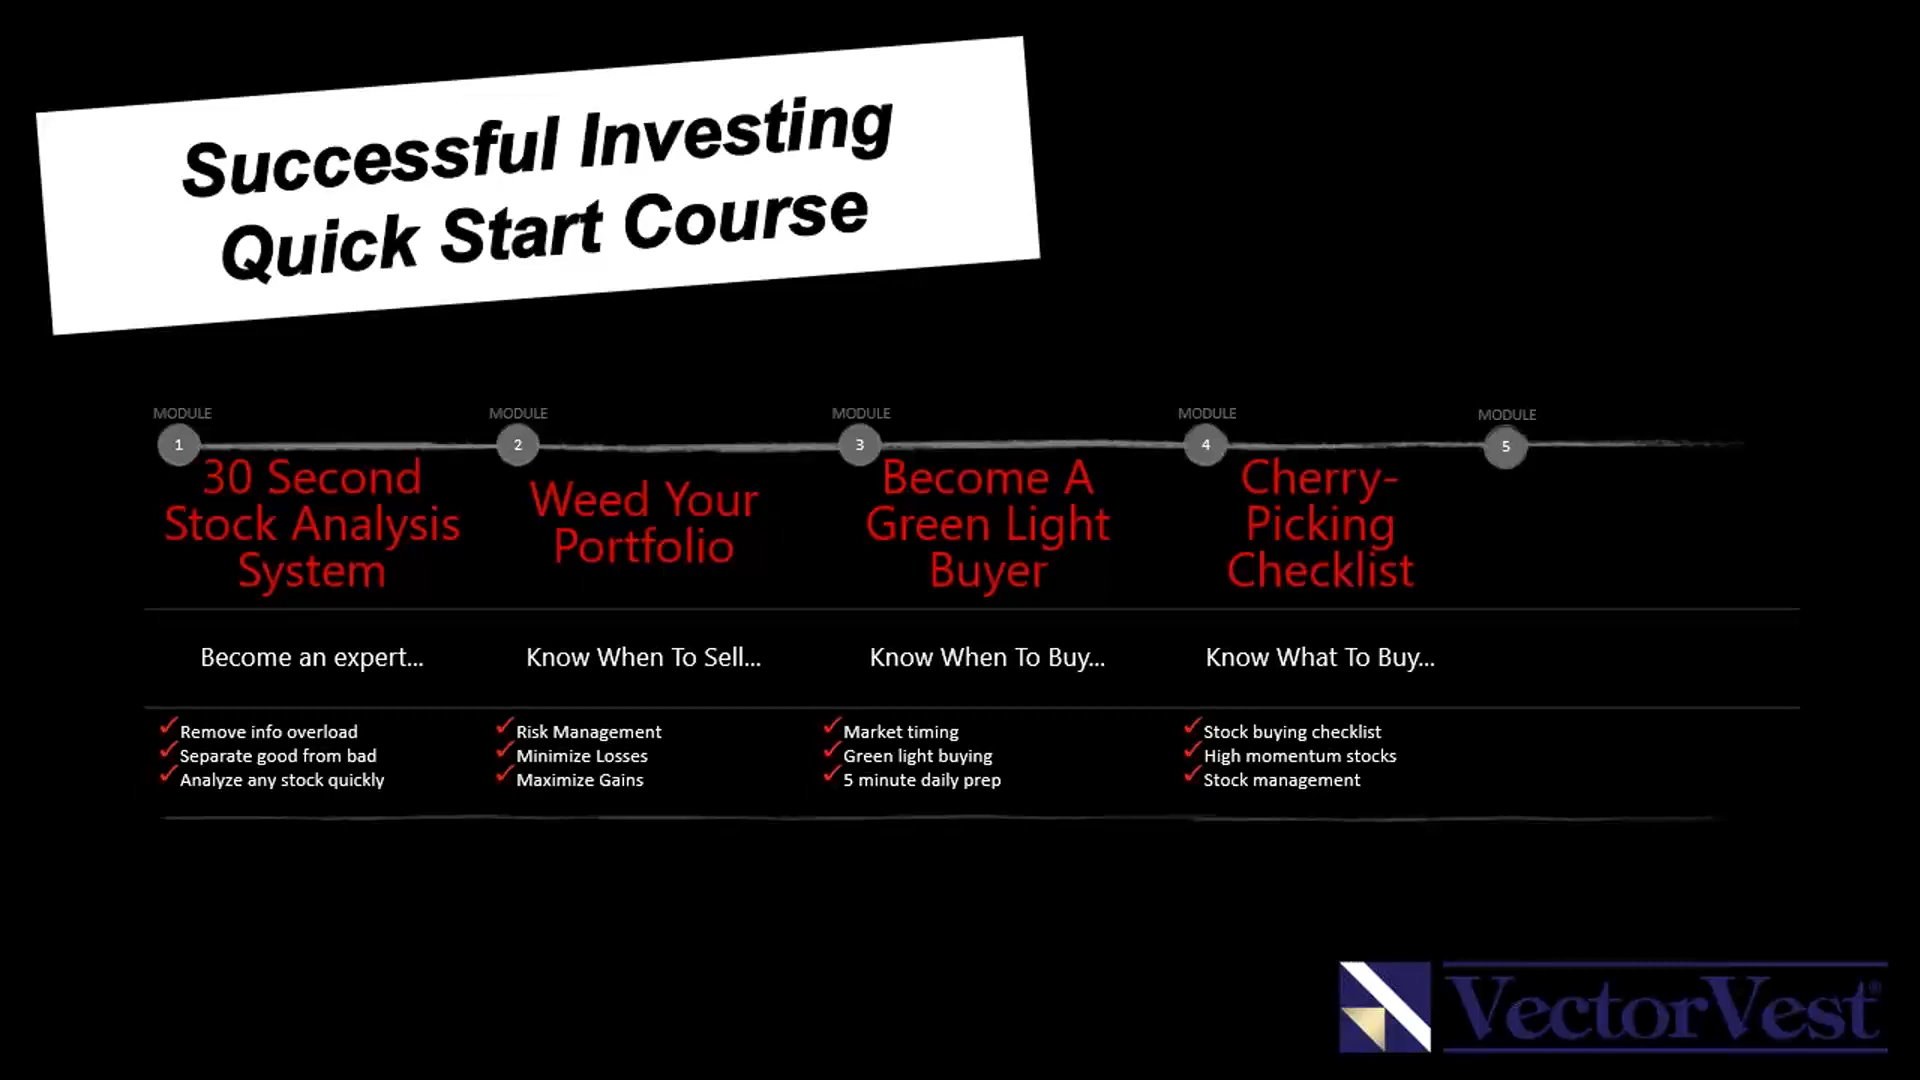 Successful Investing
Quick Start Course
MODULE
1
30 Second
Stock Analysis
System
Become an expert...
Remove info overload
Separate good from bad
Analyze any stock quickly
MODULE
2
Weed Your
Portfolio
Know When To Sell...
Risk Management
Minimize Losses
Maximize Gains
MODULE
3
Become A
Green Light
Buyer
Know When To Buy...
Market timing
Green light buying
5 minute daily prep
MODULE
4
Cherry-
Picking
Checklist
Know What To Buy...
Stock buying checklist
High momentum stocks
Stock management
MODULE
5
VectorVest®